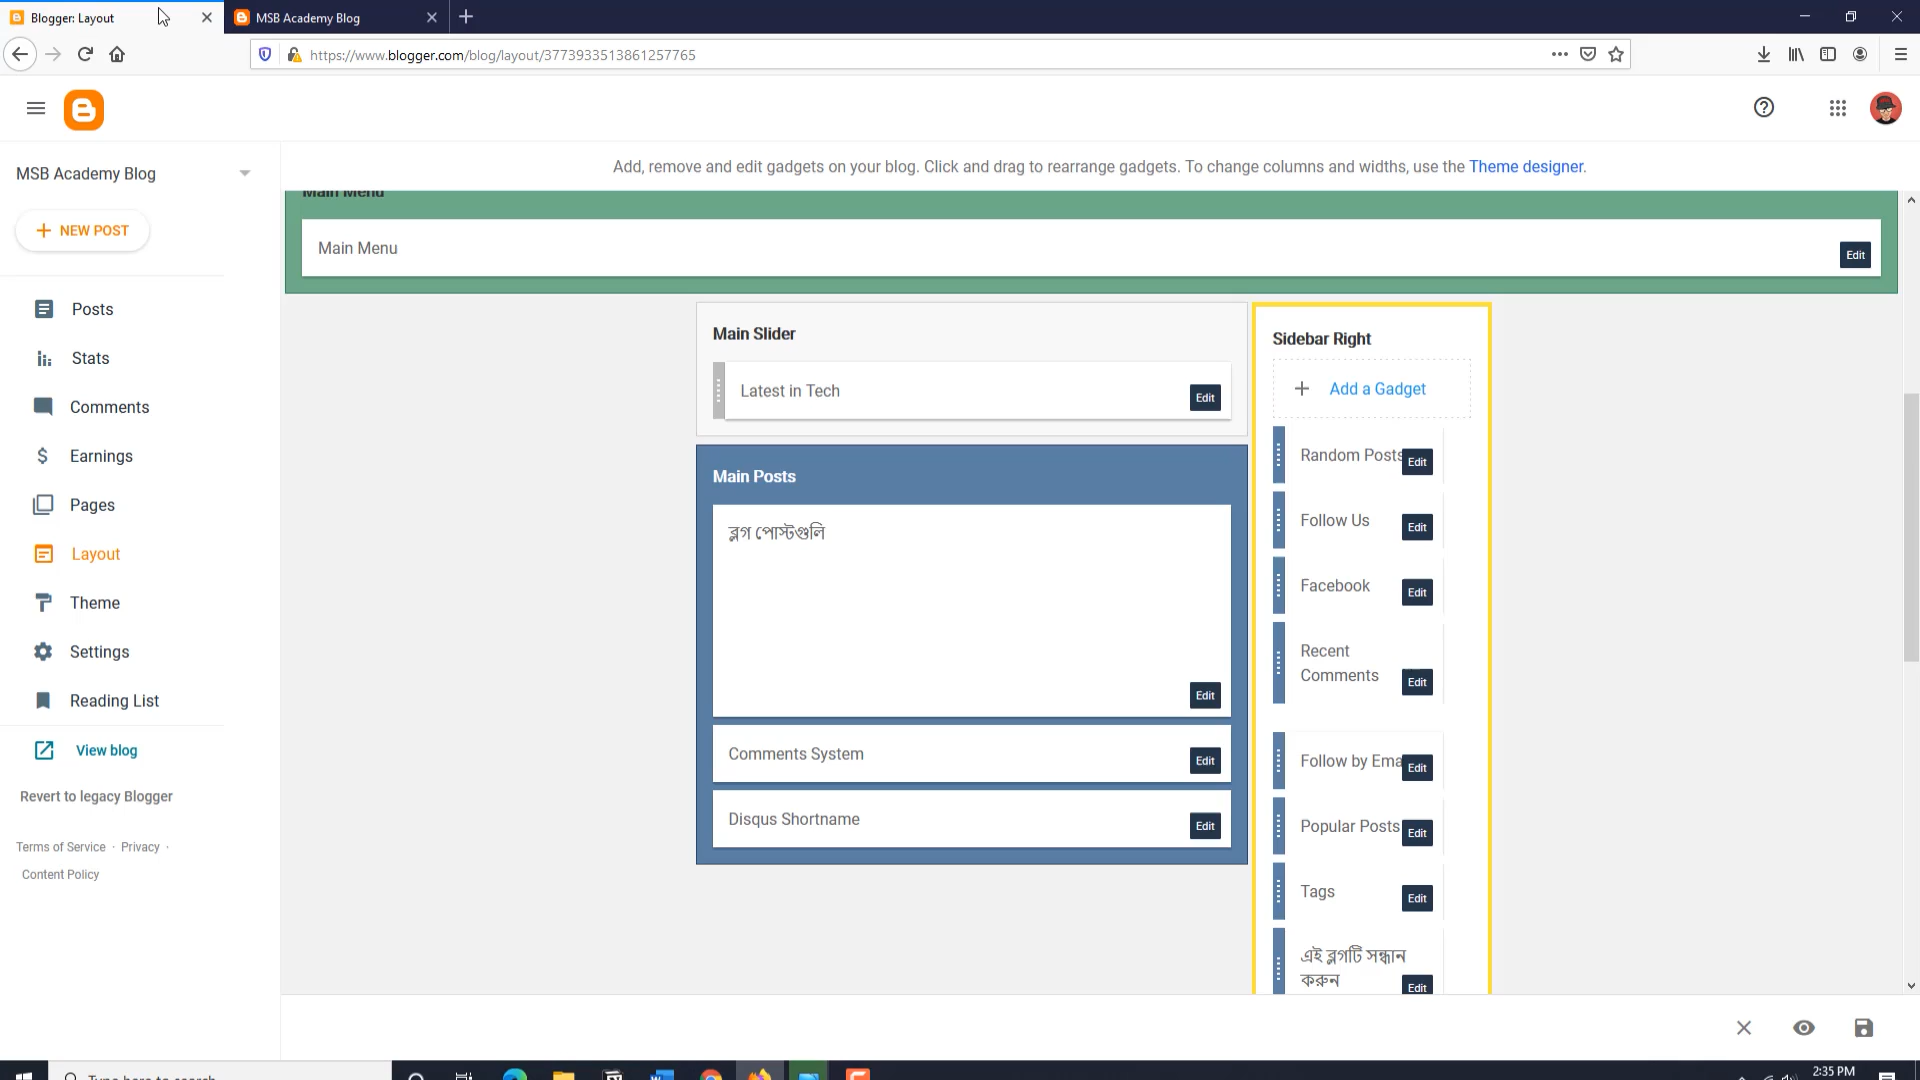 Blogger: Layout
MSB Academy Blog
https://www.blogger.com/blog/layout/3773933513861257765
MSB Academy Blog
NEW POST
Posts
Stats
Comments
Earnings
Pages
Layout
Theme
Settings
Reading List
View blog
Revert to legacy Blogger
Terms of Service · Privacy ·
Content Policy
Add, remove and edit gadgets on your blog. Click and drag to rearrange gadgets. To change columns and widths, use the Theme designer.
Main Menu
Main Menu
Edit
Main Slider
Latest in Tech
Edit
Main Posts
ব্লগ পোস্টগুলি
Edit
Comments System
Edit
Disqus Shortname
Edit
Sidebar Right
Add a Gadget
Random Posts
Edit
Follow Us
Edit
Facebook
Edit
Recent
Comments
Edit
Follow by Ema
Edit
Popular Posts
Edit
Tags
Edit
এই ব্লগটি সন্ধান
করুন
Edit
Type here to search
2:35 PM